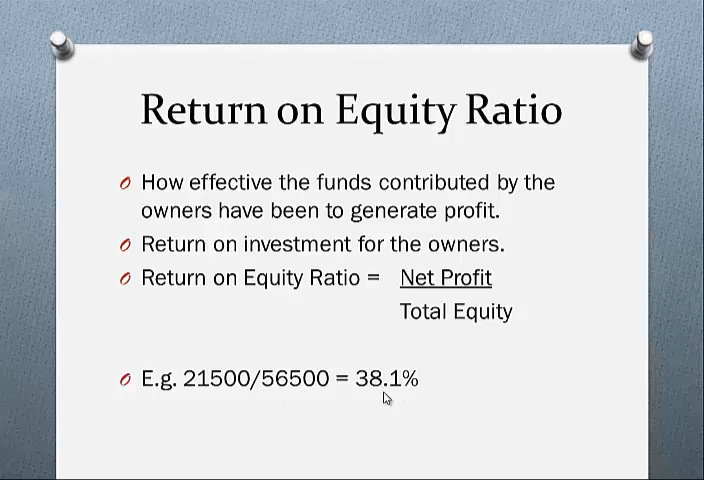 Return on Equity Ratio
How effective the funds contributed by the
owners have been to generate profit.
Return on investment for the owners.
Return on Equity Ratio = Net Profit
Total Equity
E.g. 21500/56500 = 38.1%